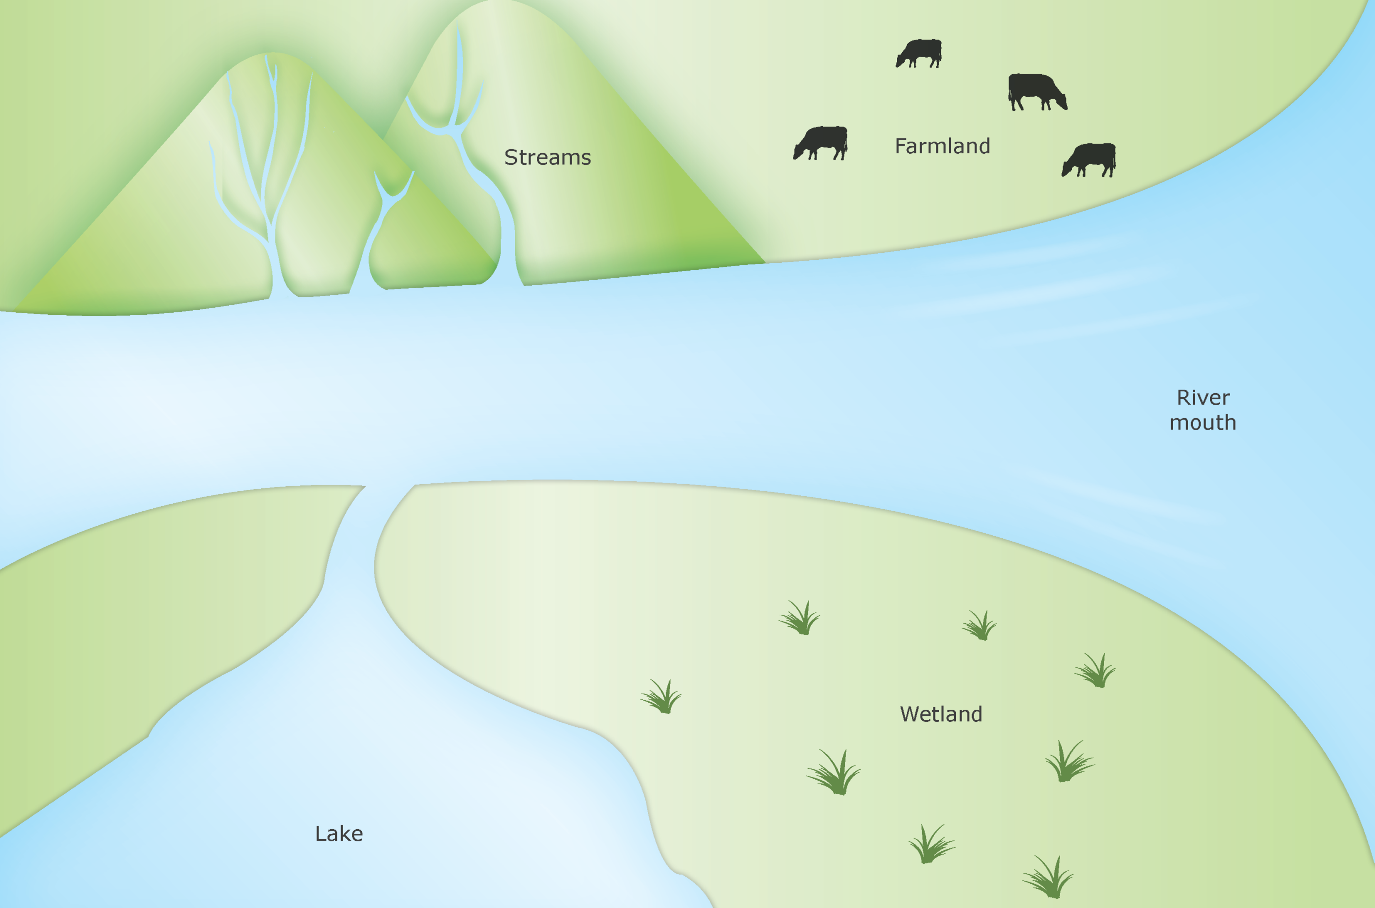 Streams
Farmland
River
mouth
Wetland
Lake